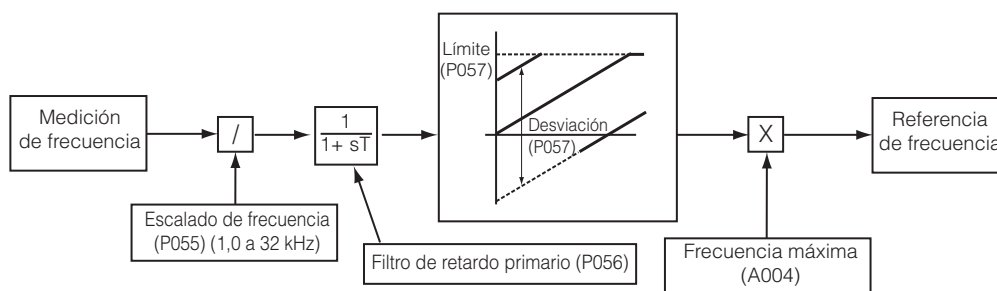 Medición
de frecuencia
/
1
1+ sT
Límite
(P057)
Desviación
(P057)
X
Referencia
de frecuencia
Escalado de frecuencia
(P055) (1,0 a 32 kHz)
Filtro de retardo primario (P056)
Frecuencia máxima
(A004)